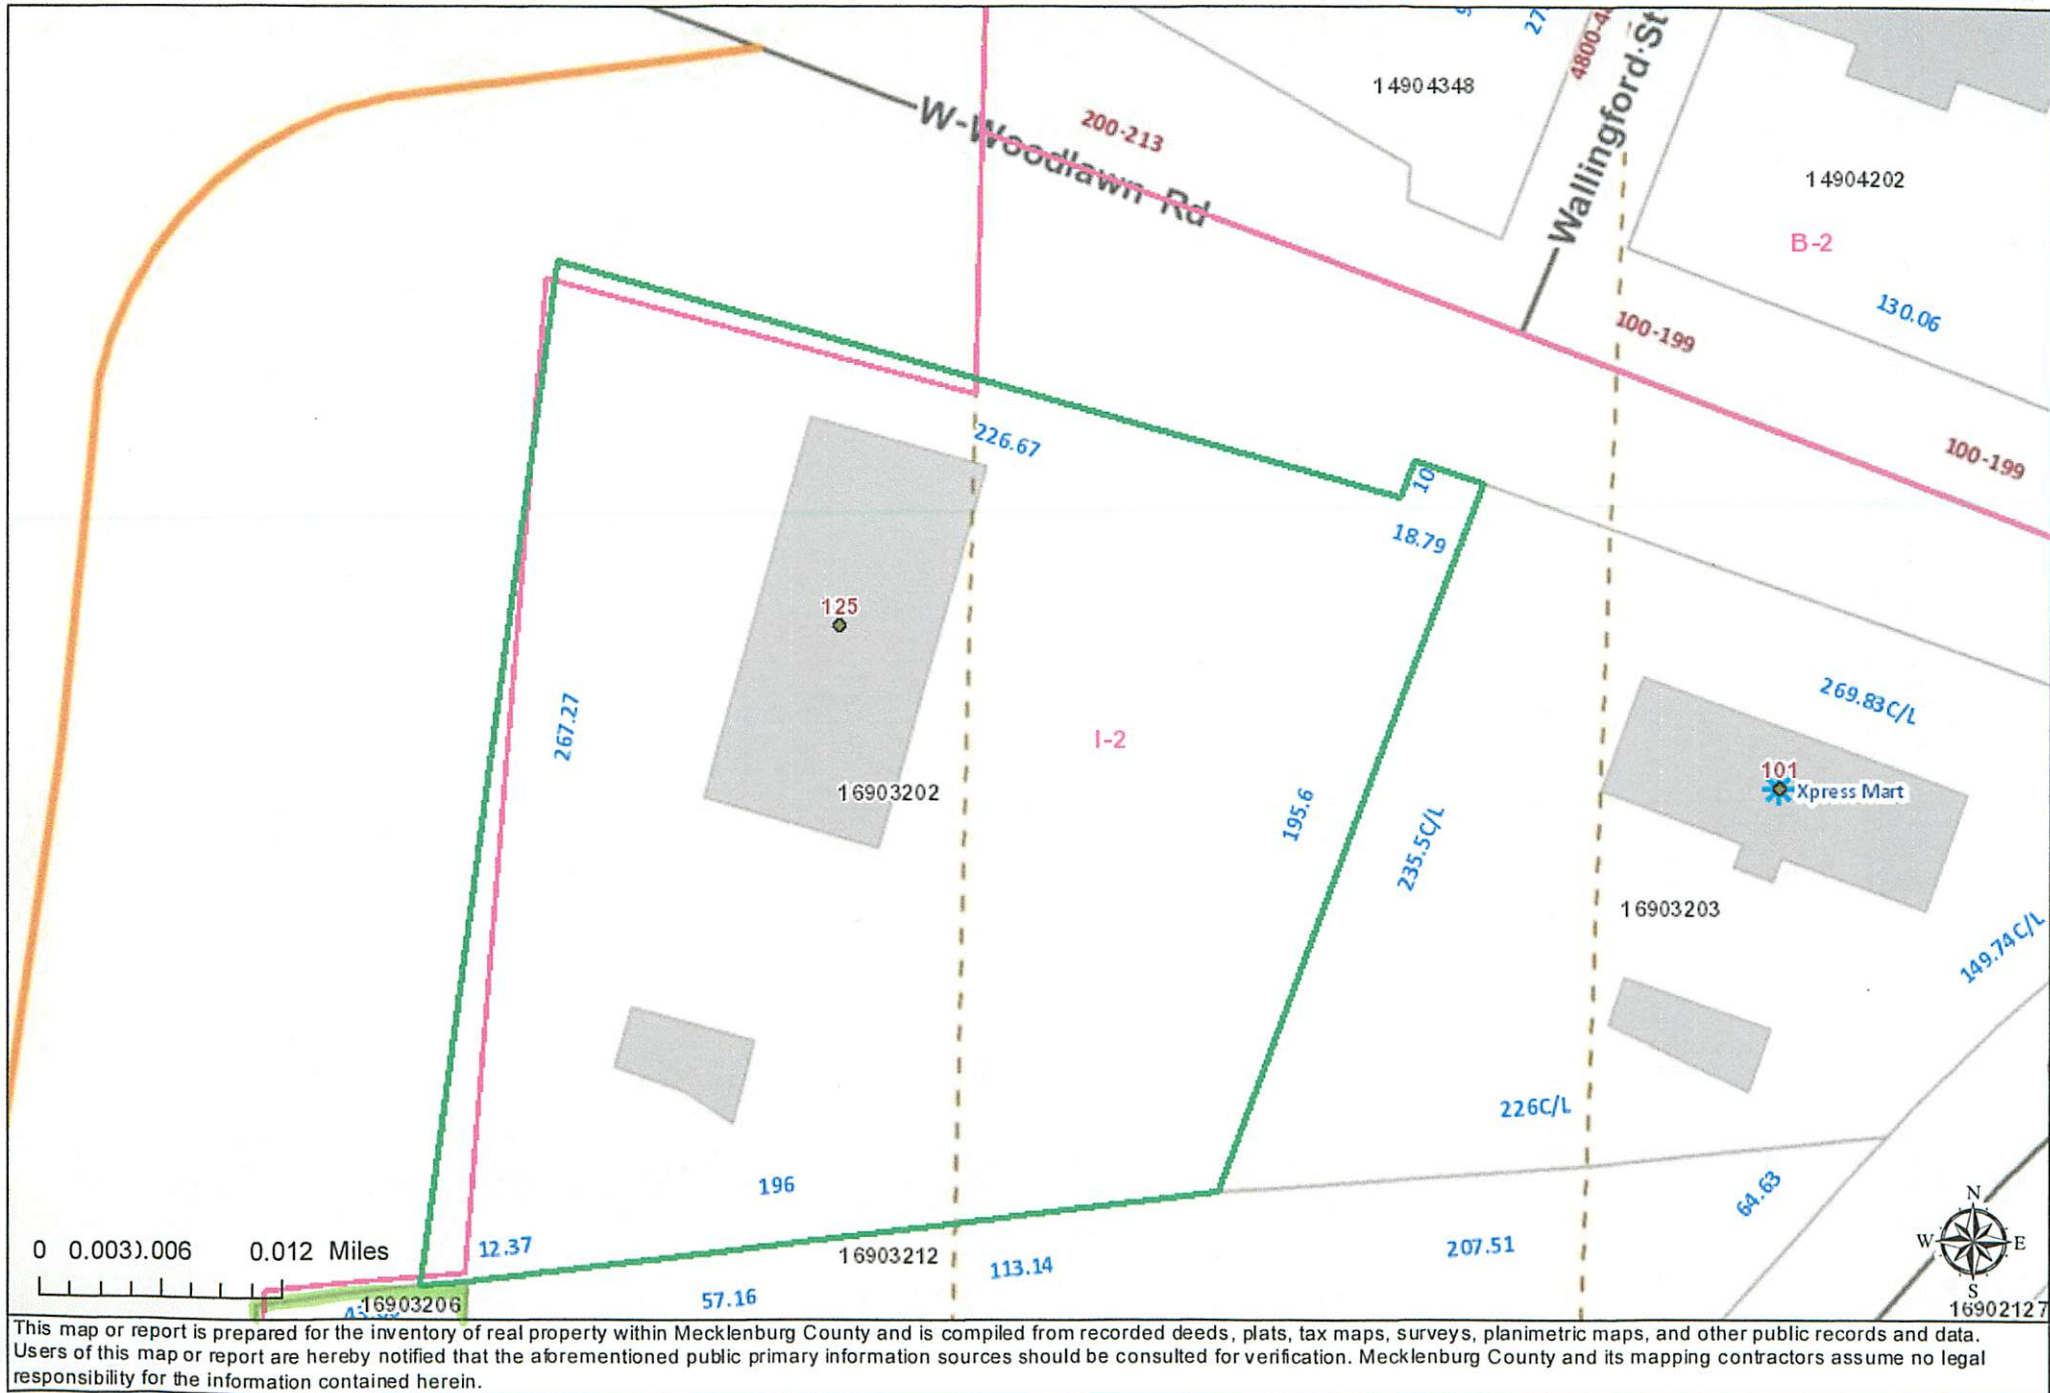 27
4800-4
14904348
Wallingford St
W-Woodlawn Rd
200-213
14904202
B-2
130.06
100-199
100-199
226.67
10
18.79
125
267.27
I-2
269.83C/L
101
Xpress Mart
16903202
195.6
235.5C/L
16903203
149.74C/L
226C/L
196
64.63
N
W
E
S
0
0.006
0.012 Miles
12.37
16903212
113.14
207.51
16903206
57.16
16902127
This map or report is prepared for the inventory of real property within Mecklenburg County and is compiled from recorded deeds, plats, tax maps, surveys, planimetric maps, and other public records and data.
Users of this map or report are hereby notified that the aforementioned public primary information sources should be consulted for verification. Mecklenburg County and its mapping contractors assume no legal
responsibility for the information contained herein.